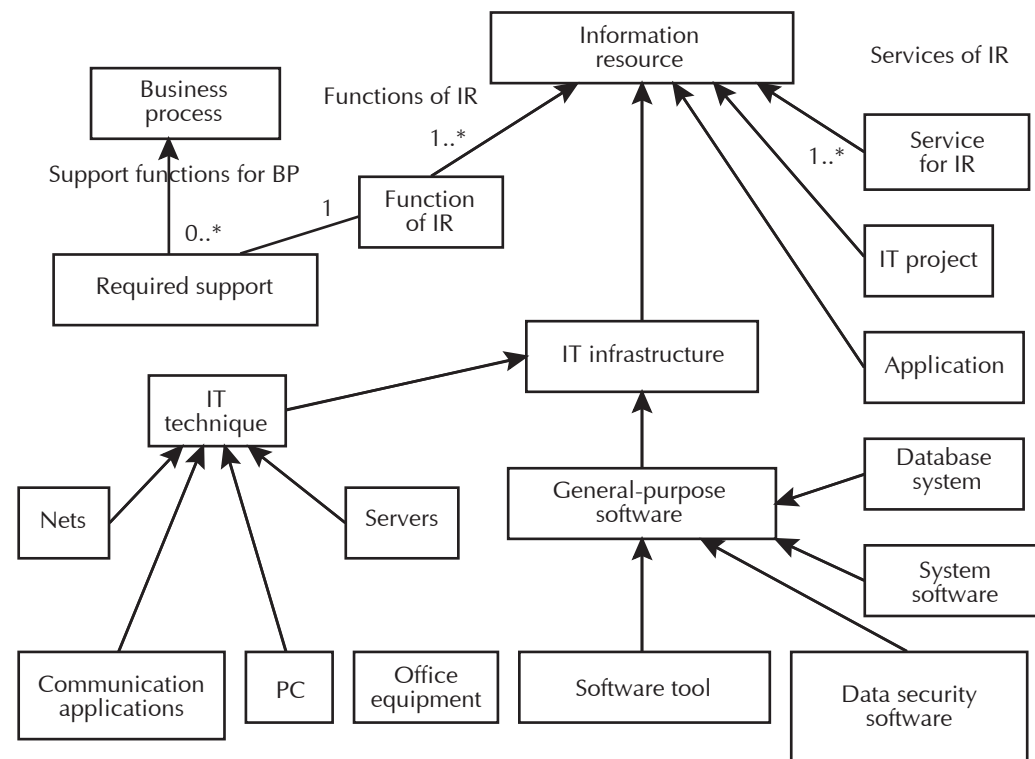 Information
resource
Services of IR
Business
process
Functions of IR
1..*
1..*
Service
for IR
Support functions for BP
1
Function
of IR
0..*
IT project
Required support
IT infrastructure
Application
IT
technique
Database
system
General-purpose
software
Nets
Servers
System
software
Communication
applications
PC
Office
equipment
Software tool
Data security
software